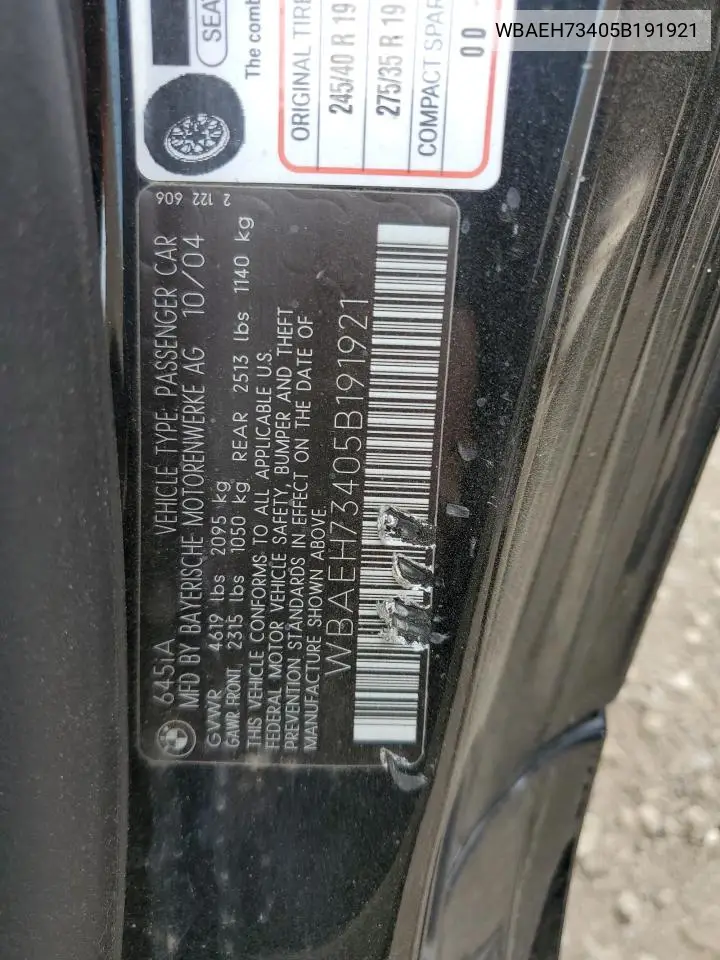 WBAEH73405B191921
SEA
The comb
ORIGINAL TIRE
245/40 R 19
275/35 R 19
COMPACT SPAR
00
2 122 606
645iA VEHICLE TYPE: PASSENGER CAR
MFD BY BAYERISCHE MOTORENWERKE AG 10/04
GVWR 4619 lbs 2095 kg
GAWR FRONT, 2315 lbs 1050 kg REAR 2513 lbs 1140 kg
THIS VEHICLE CONFORMS TO ALL APPLICABLE U.S.
FEDERAL MOTOR VEHICLE SAFETY, BUMPER AND THEFT
PREVENTION STANDARDS IN EFFECT ON THE DATE OF
MANUFACTURE SHOWN ABOVE.
WBAEH73405B191921